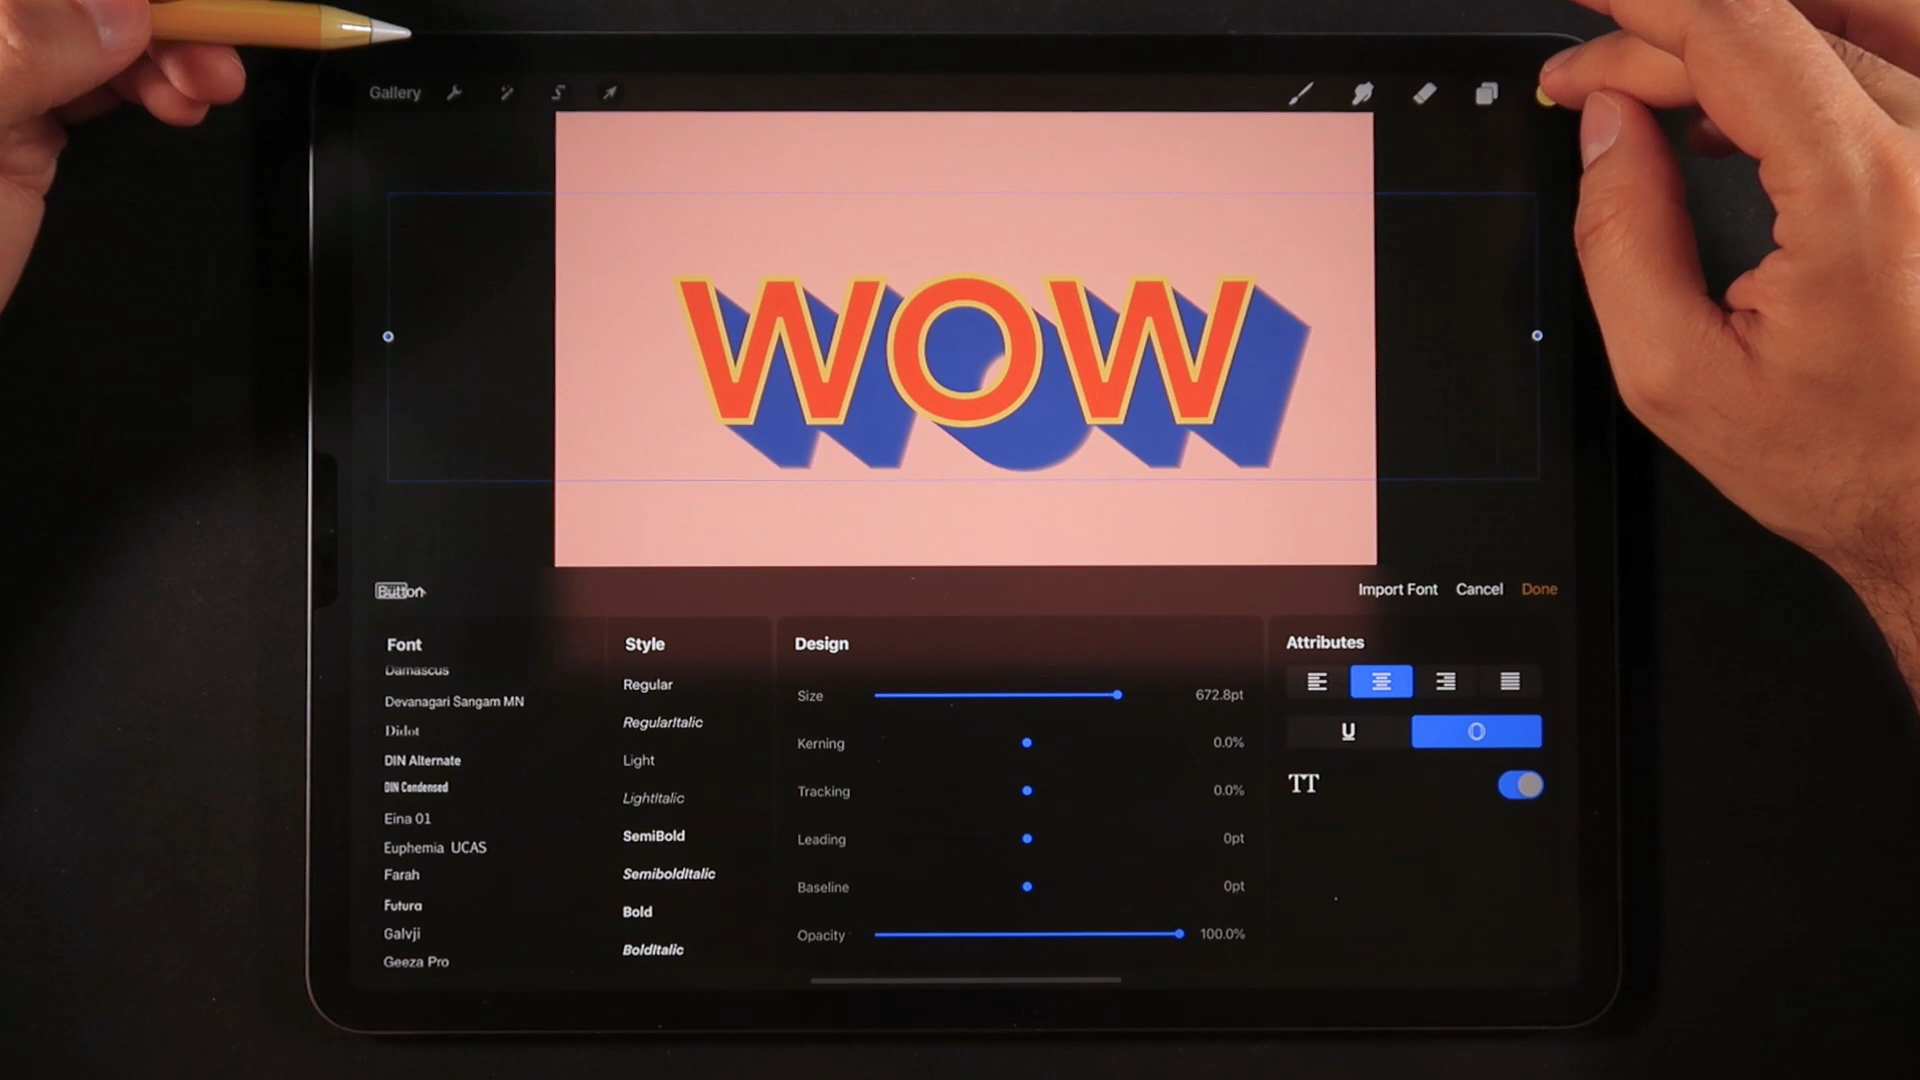 Gallery
WOW
Button
Import Font Cancel Done
Font
Damascus
Devanagari Sangam MN
Didot
DIN Alternate
DIN Condensed
Eina 01
Euphemia UCAS
Farah
Futura
Galvji
Geeza Pro
Style
Regular
RegularItalic
Light
LightItalic
SemiBold
SemiboldItalic
Bold
BoldItalic
Design
Size 672.8pt
Kerning 0.0%
Tracking 0.0%
Leading 0pt
Baseline 0pt
Opacity 100.0%
Attributes
U O
TT